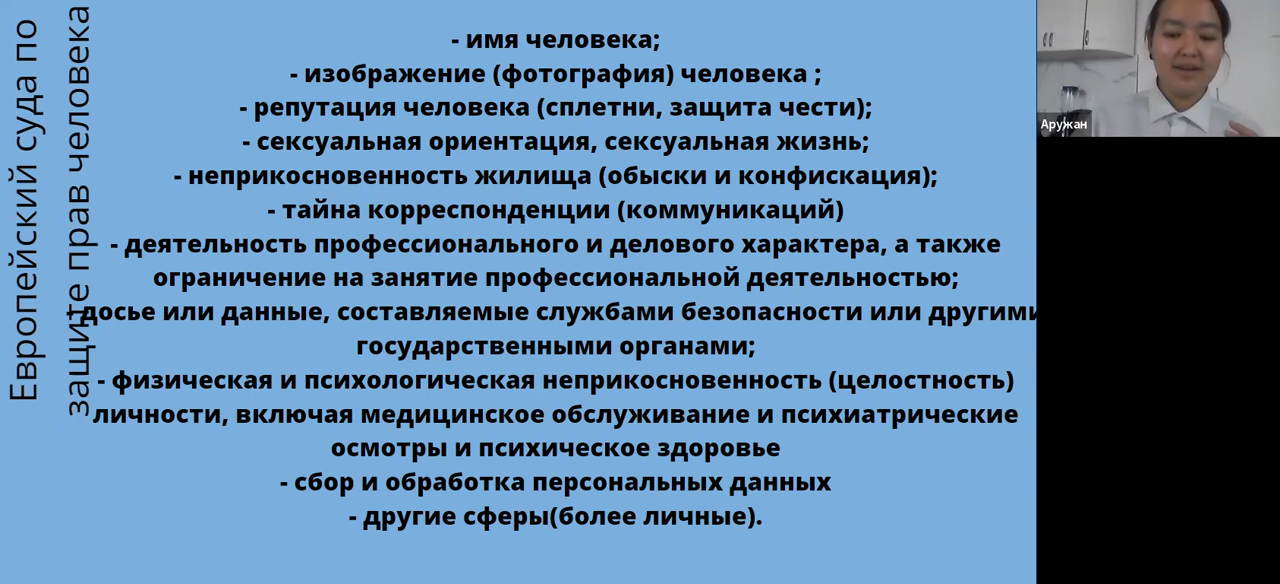 Европейский суда по
защите прав человека
- имя человека;
- изображение (фотография) человека ;
- репутация человека (сплетни, защита чести);
- сексуальная ориентация, сексуальная жизнь;
- неприкосновенность жилища (обыски и конфискация);
- тайна корреспонденции (коммуникаций)
- деятельность профессионального и делового характера, а также
ограничение на занятие профессиональной деятельностью;
- досье или данные, составляемые службами безопасности или другими
государственными органами;
- физическая и психологическая неприкосновенность (целостность)
личности, включая медицинское обслуживание и психиатрические
осмотры и психическое здоровье
- сбор и обработка персональных данных
- другие сферы(более личные).
Аружан